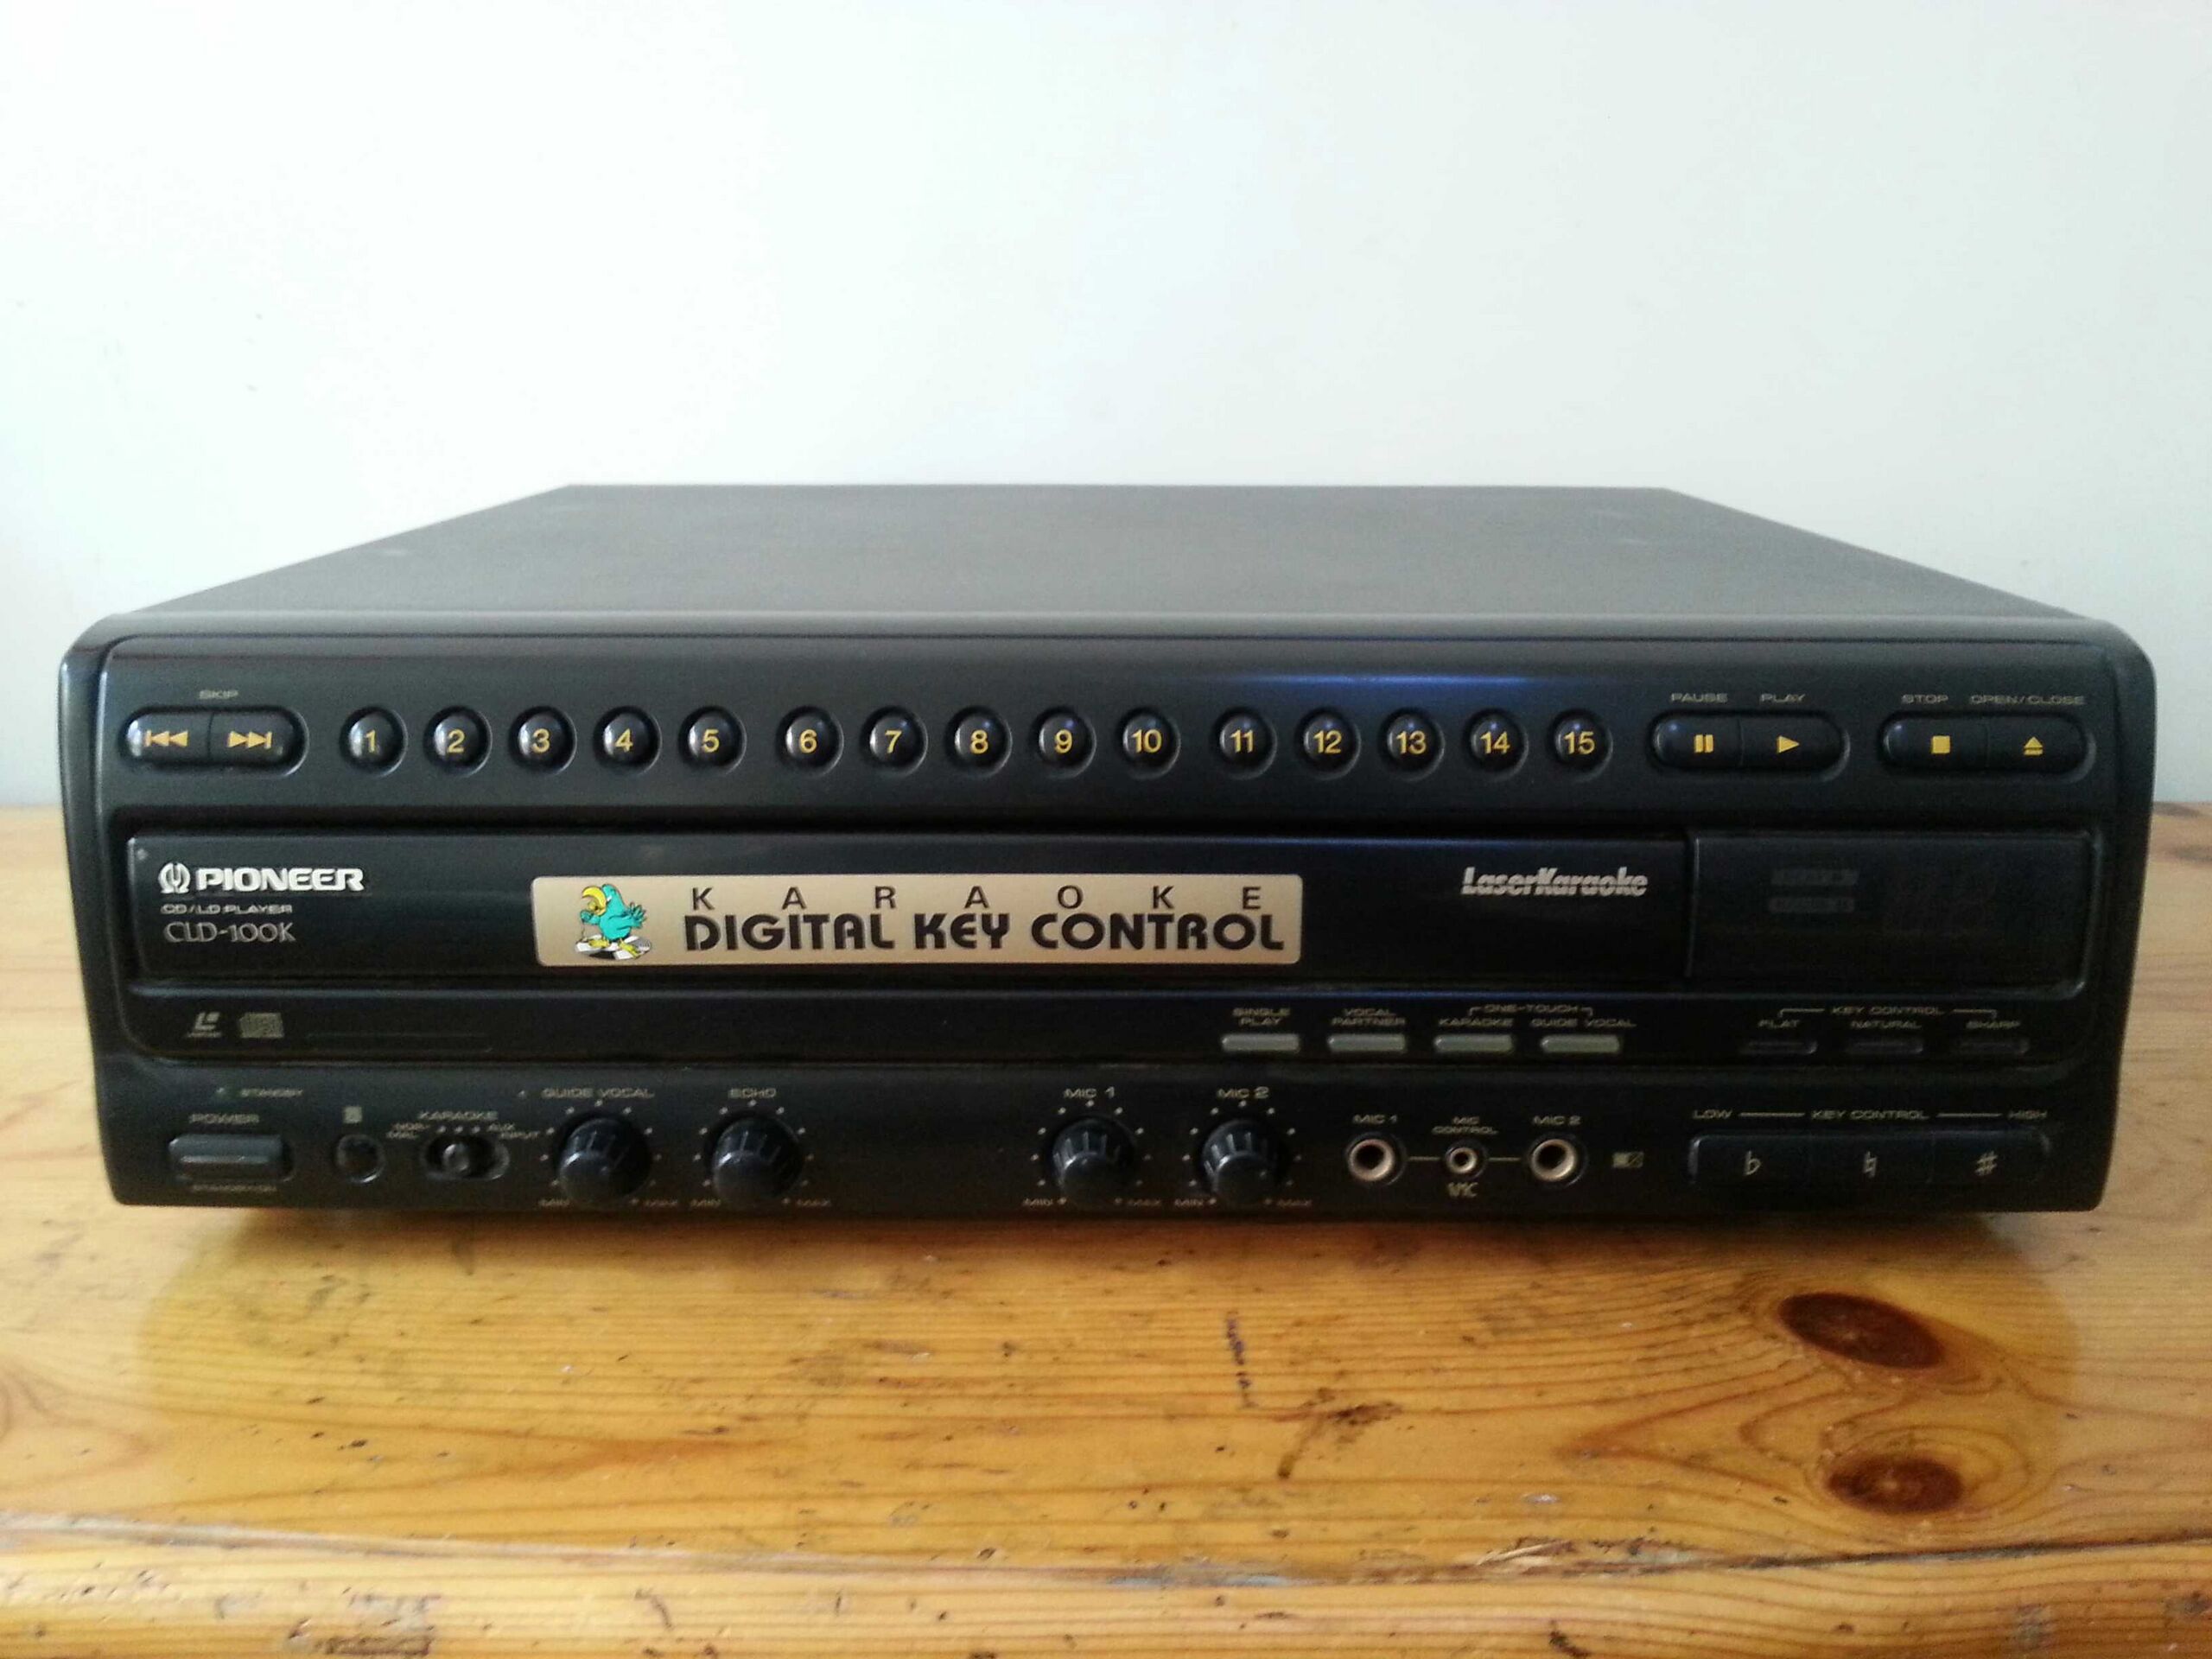 SKIP
PAUSE PLAY STOP OPEN/CLOSE
1 2 3 4 5 6 7 8 9 10 11 12 13 14 15
PIONEER
CD/LD PLAYER
CLD-100K
KARAOKE
DIGITAL KEY CONTROL
LaserKaraoke
SINGLE PLAY
VOCAL PARTNER
ONE-TOUCH
KARAOKE GUIDE VOCAL
KEY CONTROL
FLAT NATURAL SHARP
STANDBY
POWER
STANDBY/ON
KARAOKE
NOR-MAL
AUX INPUT
GUIDE VOCAL
MIN MAX
ECHO
MIN MAX
MIC 1
MIN MAX
MIC 2
MIN MAX
MIC 1
MIC CONTROL
MIC 2
LOW KEY CONTROL HIGH
♭ ♮ ♯